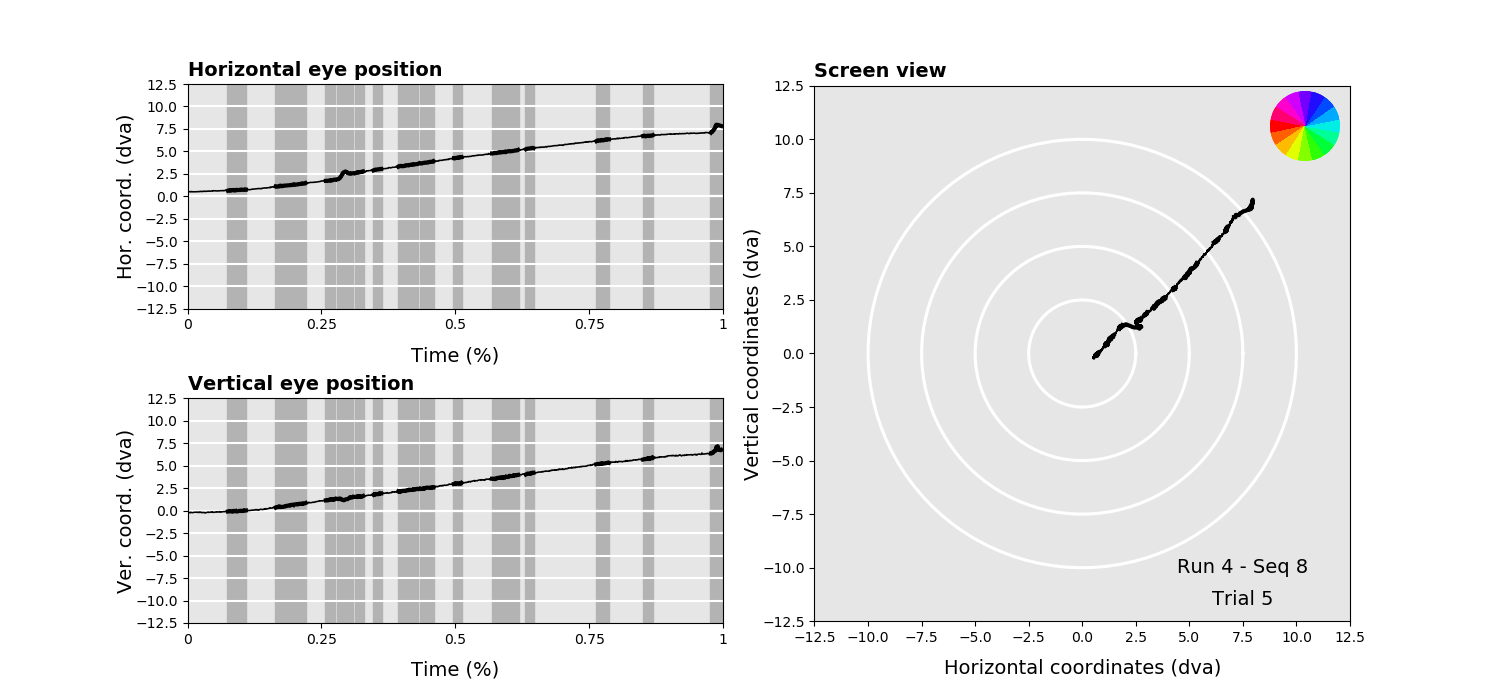 Horizontal eye position
Hor. coord. (dva)
12.5
10.0
7.5
5.0
2.5
0.0
−2.5
−5.0
−7.5
−10.0
−12.5
0 0.25 0.5 0.75 1
Time (%)
Vertical eye position
Ver. coord. (dva)
12.5
10.0
7.5
5.0
2.5
0.0
−2.5
−5.0
−7.5
−10.0
−12.5
0 0.25 0.5 0.75 1
Time (%)
Screen view
Vertical coordinates (dva)
12.5
10.0
7.5
5.0
2.5
0.0
−2.5
−5.0
−7.5
−10.0
−12.5
Run 4 - Seq 8
Trial 5
−12.5 −10.0 −7.5 −5.0 −2.5 0.0 2.5 5.0 7.5 10.0 12.5
Horizontal coordinates (dva)